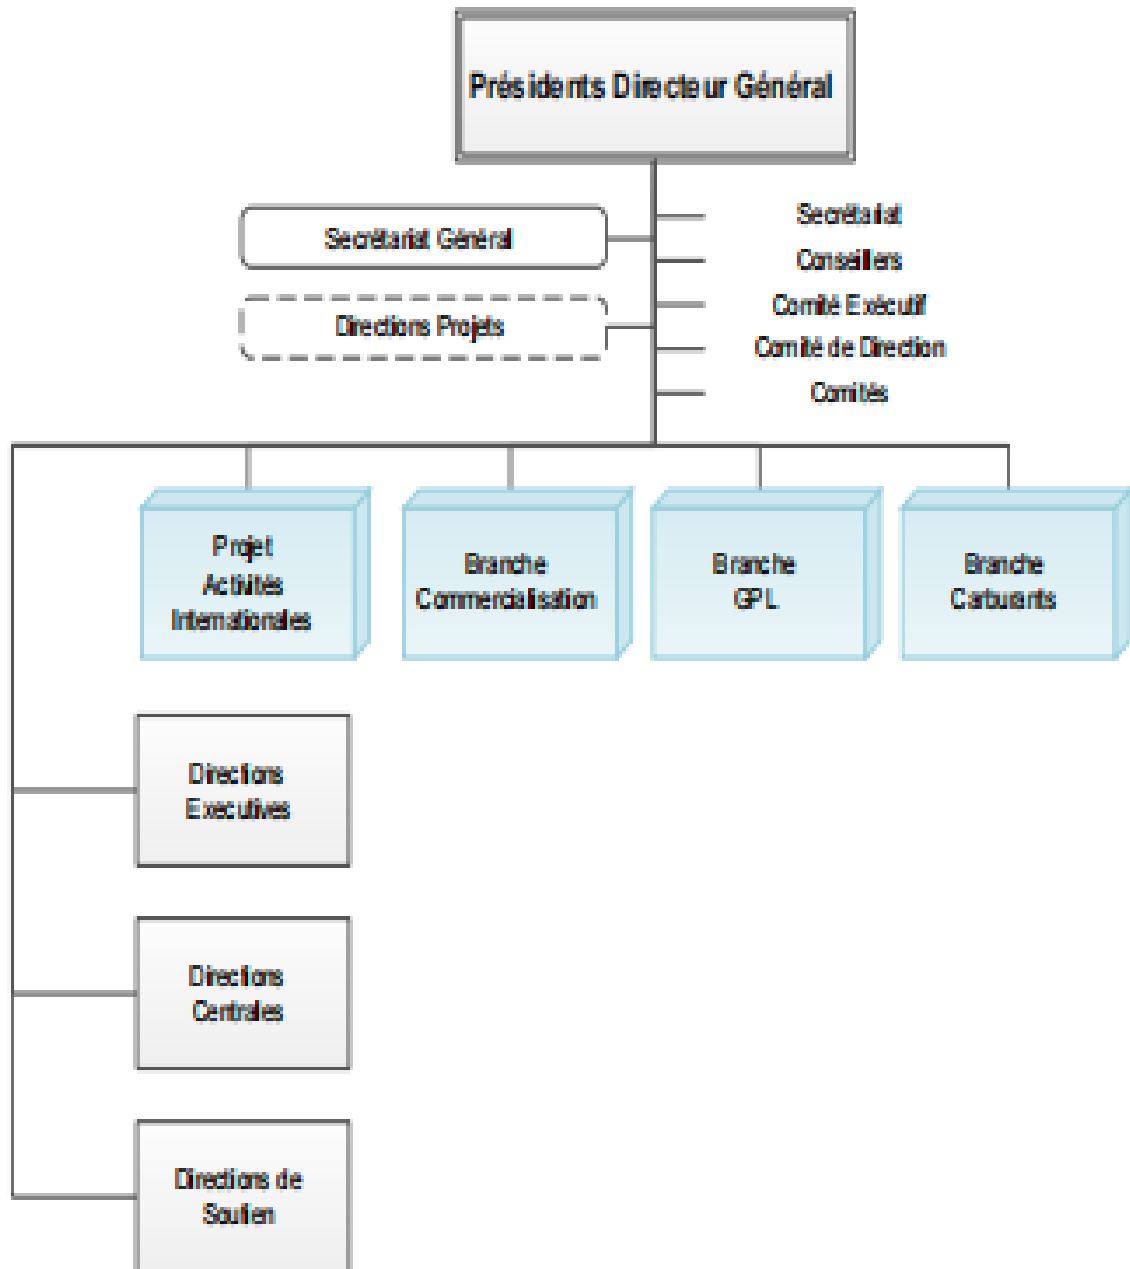 Présidents Directeur Général
Secrétariat Général
Directions Projets
Secrétariat
Conseillers
Comité Exécutif
Comité de Direction
Comités
Projet
Activités
Internationales
Branche
Commercialisation
Branche
GPL
Branche
Carburants
Directions
Executives
Directions
Centrales
Directions de
Soutien